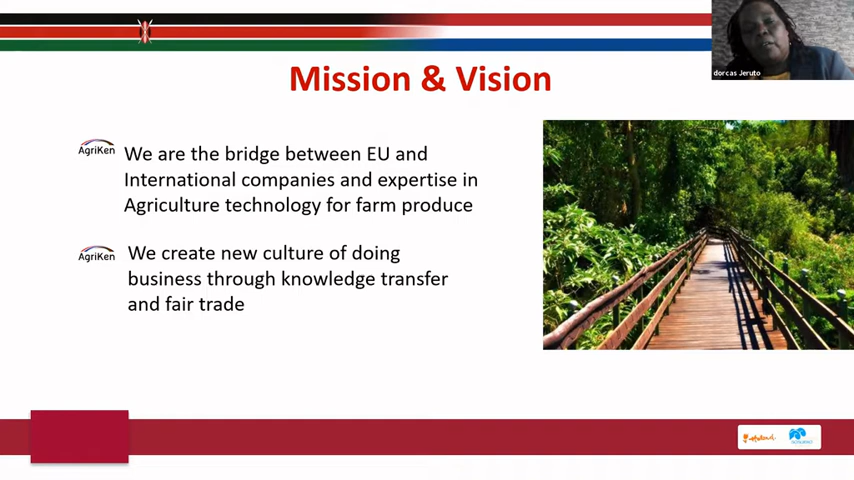 dorcas Jeruto
Mission & Vision
AgriKen
We are the bridge between EU and
International companies and expertise in
Agriculture technology for farm produce
AgriKen
We create new culture of doing
business through knowledge transfer
and fair trade